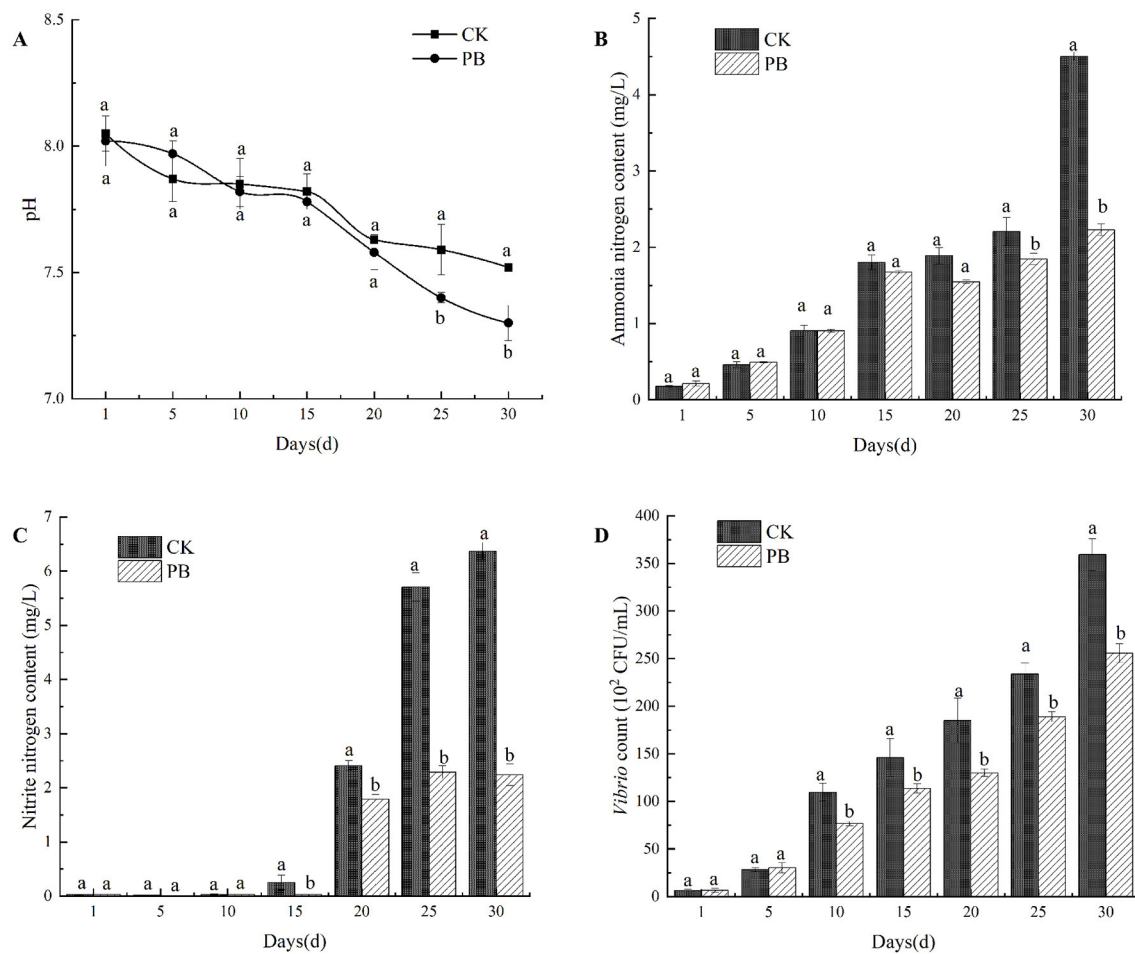 A
8.5
CK
PB
a a a a a a a
8.0
a a a a a b b
7.5
7.0
pH
1 5 10 15 20 25 30
Days(d)
B
CK
PB
5
4
3
2
1
0
Ammonia nitrogen content (mg/L)
a a a a a a a a a a a b a b
1 5 10 15 20 25 30
Days(d)
C
CK
PB
7
6
5
4
3
2
1
0
Nitrite nitrogen content (mg/L)
a a a a a a a b a b a b a b
1 5 10 15 20 25 30
Days(d)
D
CK
PB
400
350
300
250
200
150
100
50
0
Vibrio count (10² CFU/mL)
a a a a a b a b a b a b a b
1 5 10 15 20 25 30
Days(d)